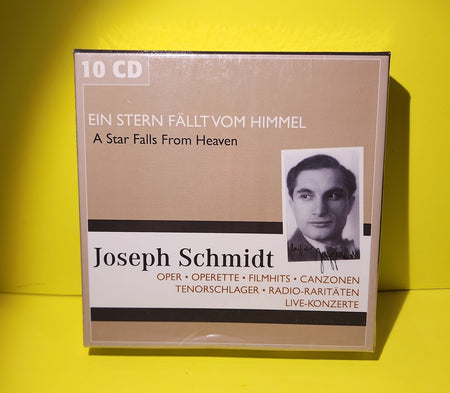 10 CD
EIN STERN FÄLLT VOM HIMMEL
A Star Falls From Heaven
Joseph Schmidt
OPER • OPERETTE • FILMHITS • CANZONEN
TENORSCHLAGER • RADIO-RARITÄTEN
LIVE-KONZERTE